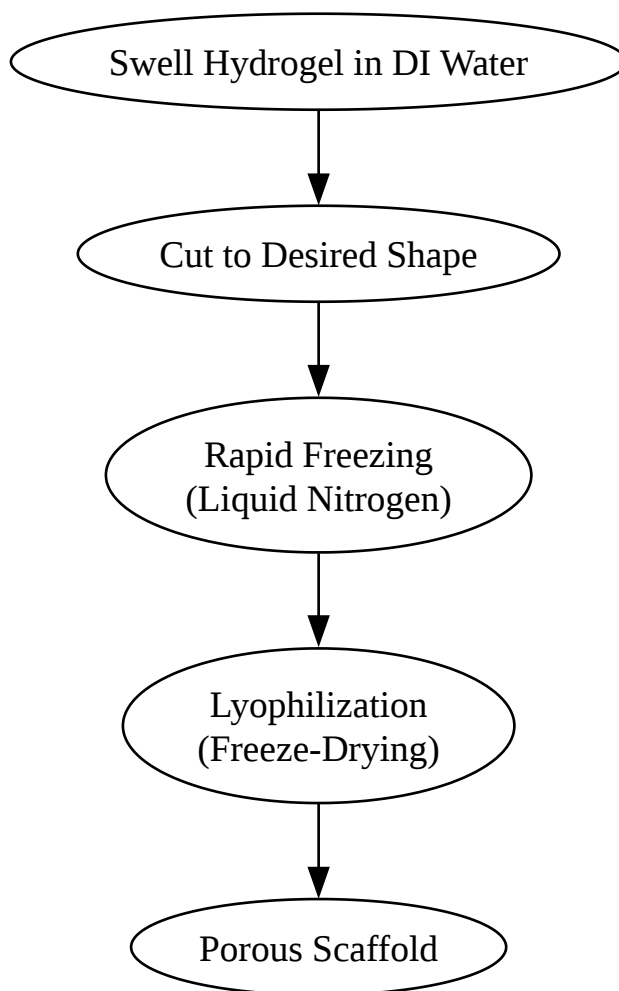 Swell Hydrogel in DI Water
Cut to Desired Shape
Rapid Freezing
(Liquid Nitrogen)
Lyophilization
(Freeze-Drying)
Porous Scaffold